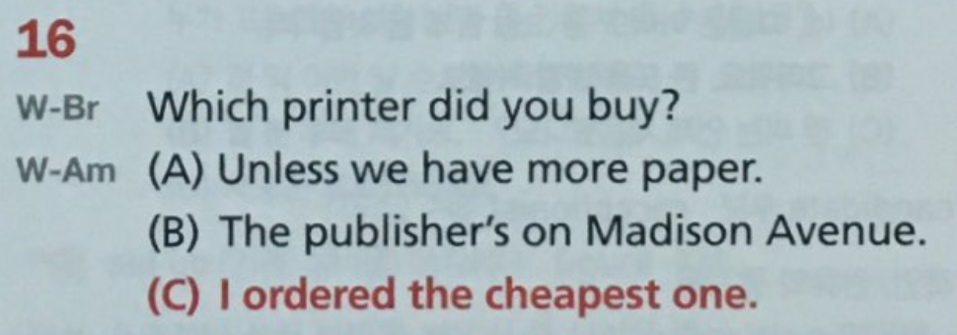 16
W-Br Which printer did you buy?
W-Am (A) Unless we have more paper.
(B) The publisher's on Madison Avenue.
(C) I ordered the cheapest one.